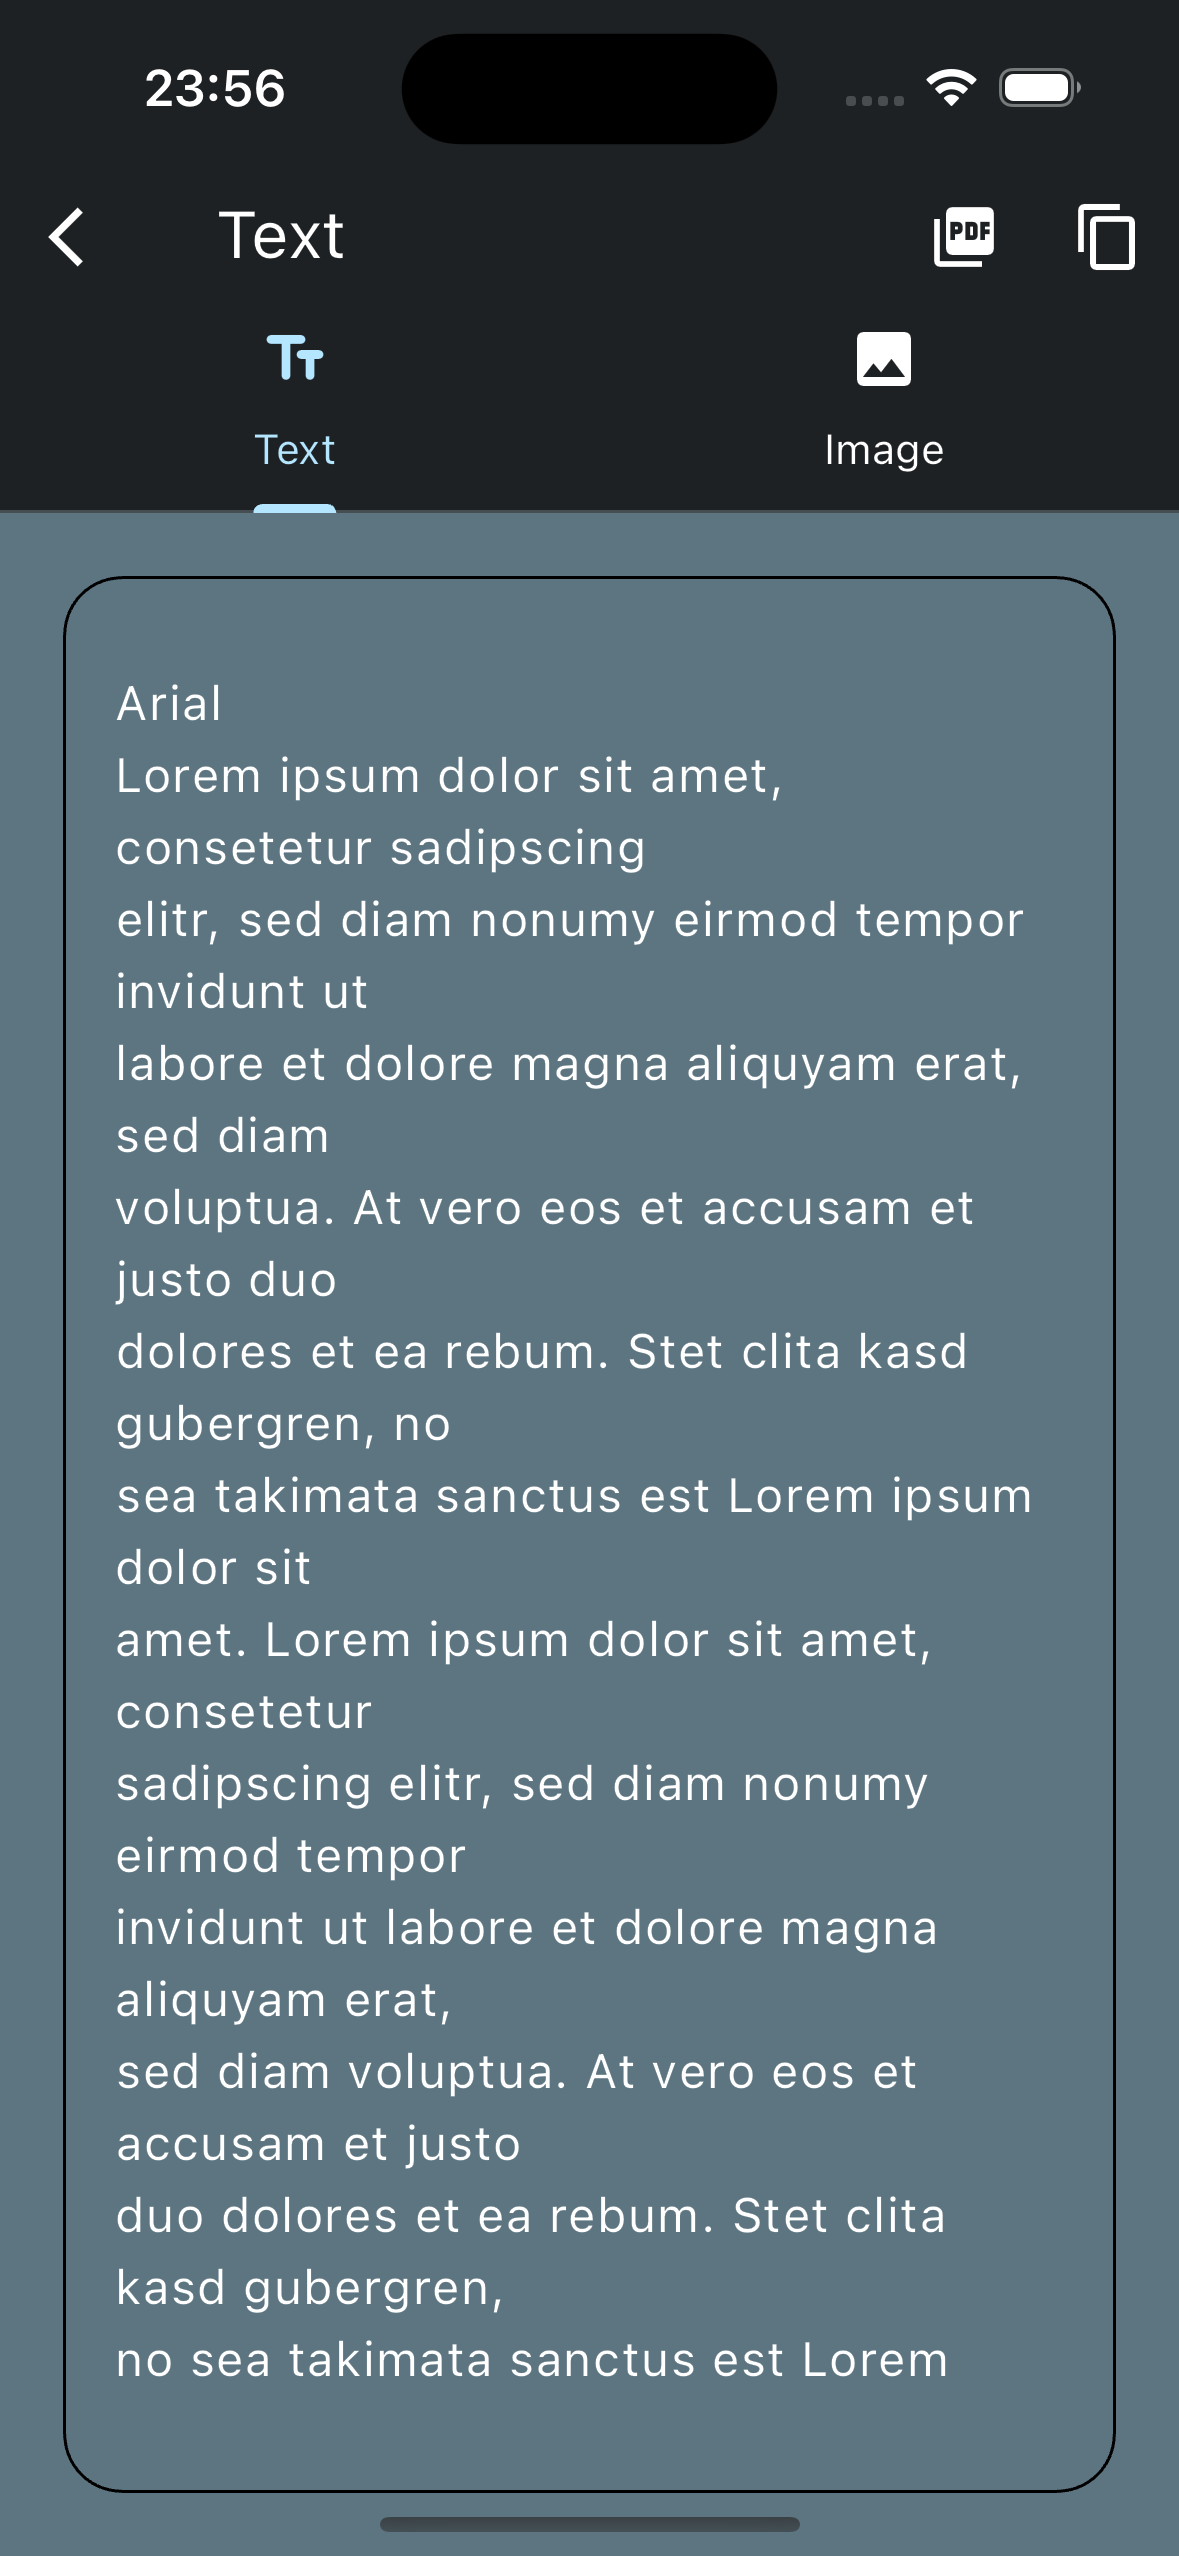 23:56
Text
PDF
Text
Image
Arial
Lorem ipsum dolor sit amet,
consetetur sadipscing
elitr, sed diam nonumy eirmod tempor
invidunt ut
labore et dolore magna aliquyam erat,
sed diam
voluptua. At vero eos et accusam et
justo duo
dolores et ea rebum. Stet clita kasd
gubergren, no
sea takimata sanctus est Lorem ipsum
dolor sit
amet. Lorem ipsum dolor sit amet,
consetetur
sadipscing elitr, sed diam nonumy
eirmod tempor
invidunt ut labore et dolore magna
aliquyam erat,
sed diam voluptua. At vero eos et
accusam et justo
duo dolores et ea rebum. Stet clita
kasd gubergren,
no sea takimata sanctus est Lorem